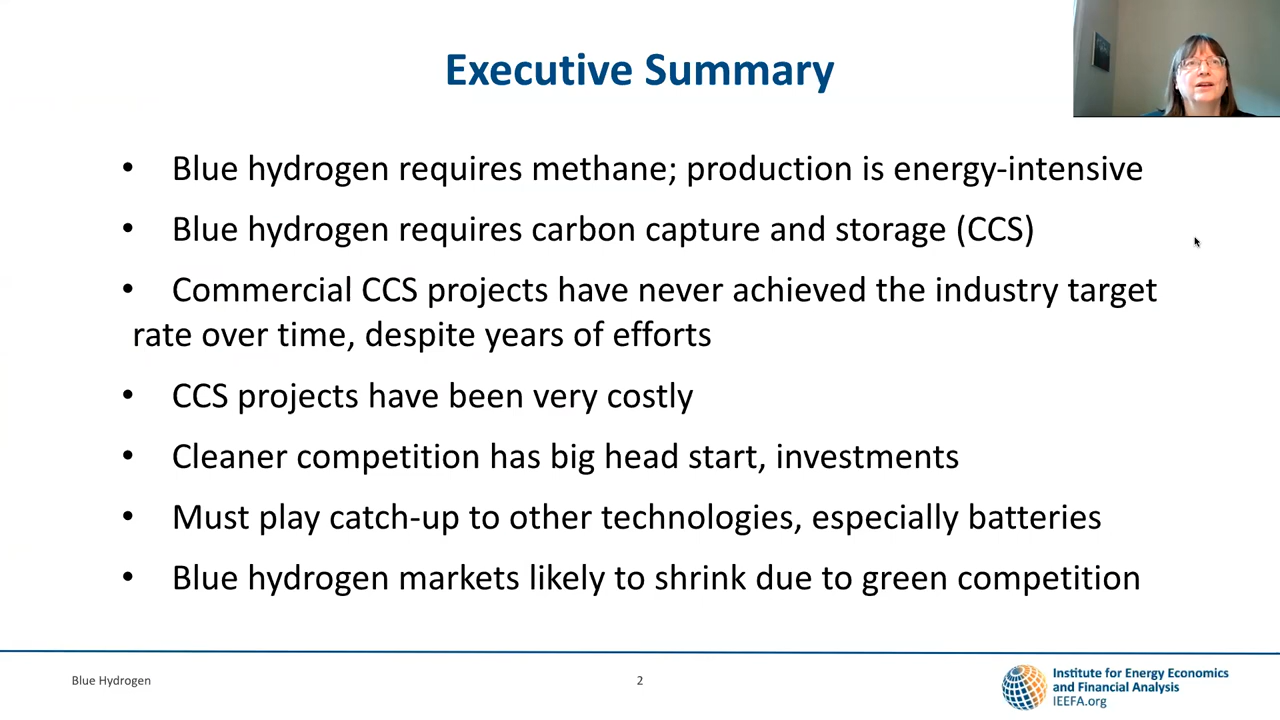 Executive Summary
• Blue hydrogen requires methane; production is energy-intensive
• Blue hydrogen requires carbon capture and storage (CCS)
• Commercial CCS projects have never achieved the industry target
rate over time, despite years of efforts
• CCS projects have been very costly
• Cleaner competition has big head start, investments
• Must play catch-up to other technologies, especially batteries
• Blue hydrogen markets likely to shrink due to green competition
Blue Hydrogen
2
Institute for Energy Economics
and Financial Analysis
IEEFA.org